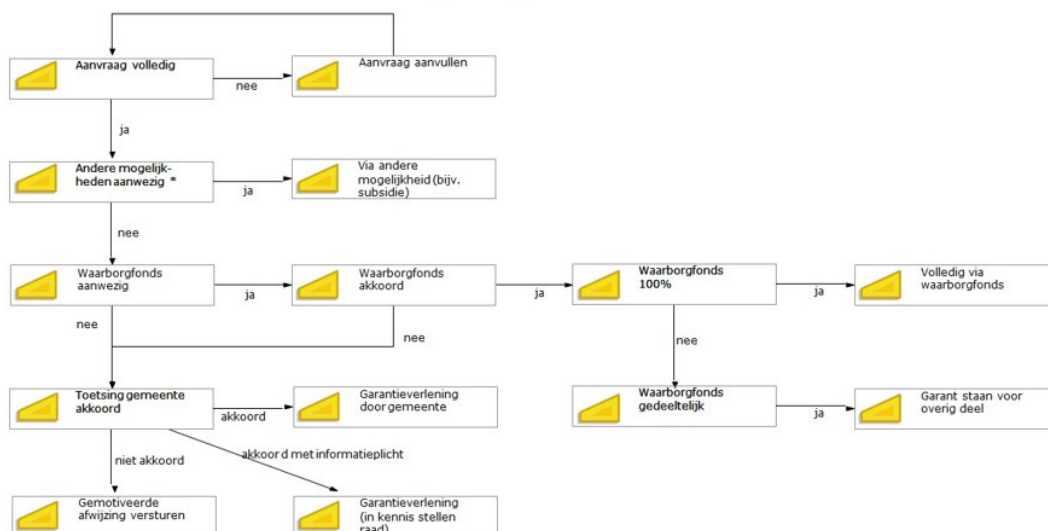 Aanvraag volledig
nee
Aanvraag aanvullen
ja
Andere mogelijk-
heden aanwezig *
ja
Via andere
mogelijkheid (bijv.
subsidie)
nee
Waarborgfonds
aanwezig
ja
Waarborgfonds
akkoord
ja
Waarborgfonds
100%
ja
Volledig via
waarborgfonds
nee
nee
nee
Toetsing gemeente
akkoord
akkoord
Garantieverlening
door gemeente
Waarborgfonds
gedeeltelijk
ja
Garant staan voor
overig deel
niet akkoord
akkoord met informatieplicht
Gemotiveerde
afwijzing versturen
Garantieverlening
(in kennis stellen
raad)